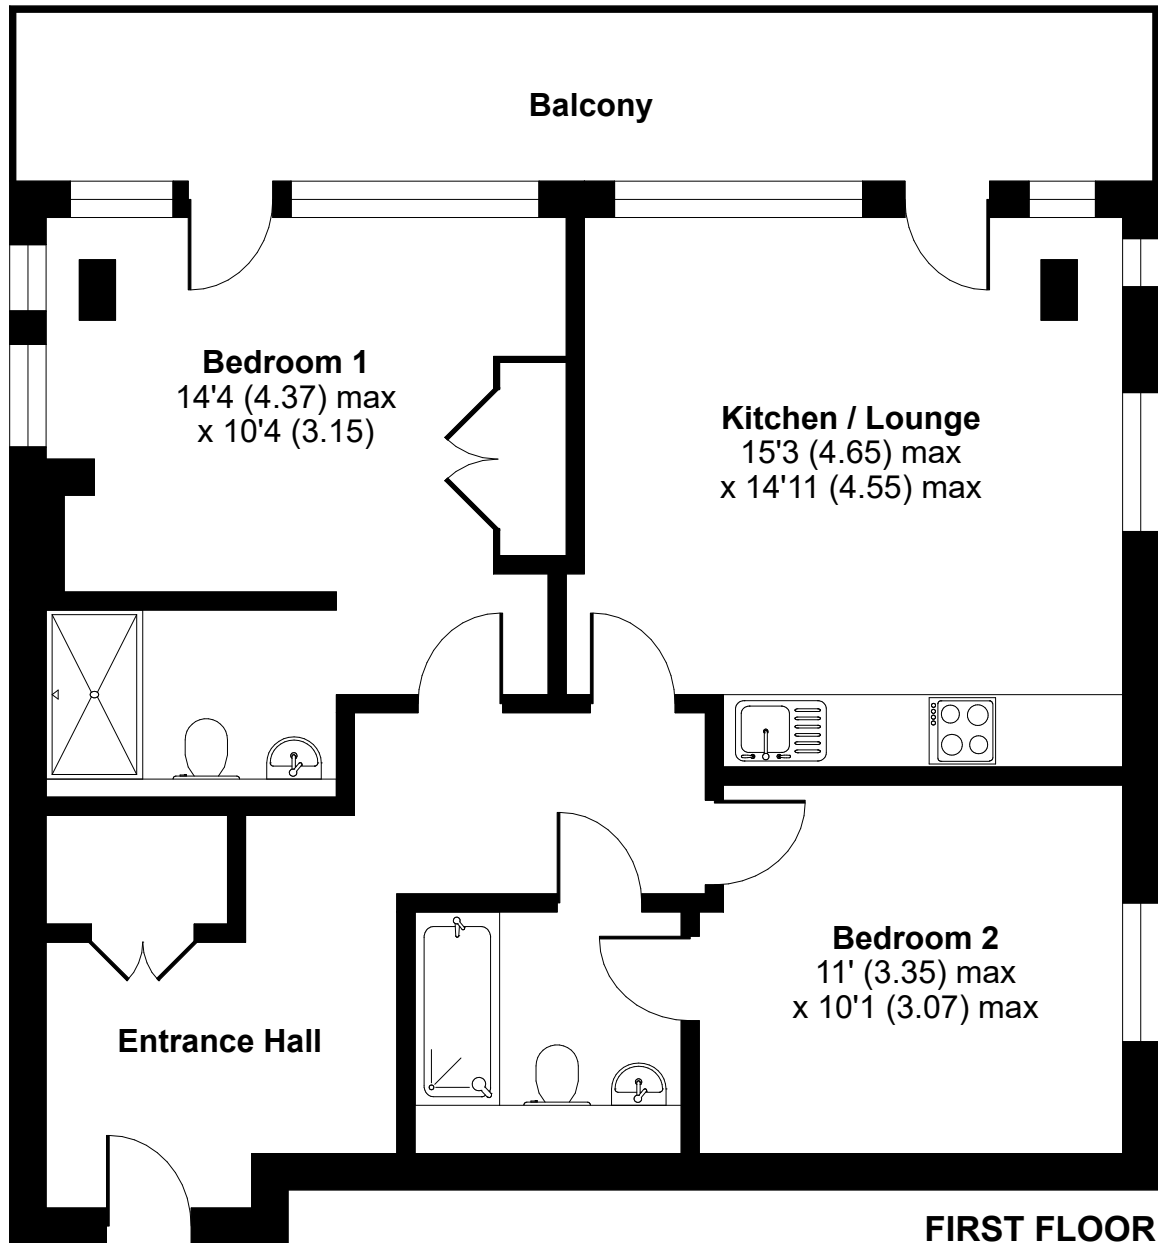 Balcony
Bedroom 1
14'4 (4.37) max
x 10'4 (3.15)
Kitchen / Lounge
15'3 (4.65) max
x 14'11 (4.55) max
Bedroom 2
11' (3.35) max
x 10'1 (3.07) max
Entrance Hall
FIRST FLOOR